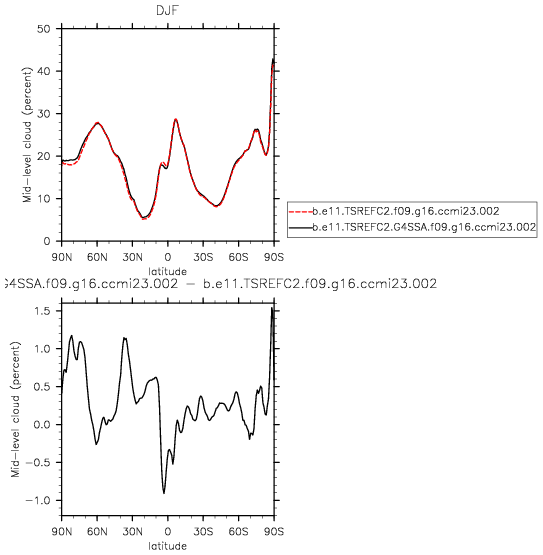 DJF
50
40
30
20
10
0
Mid-level cloud (percent)
90N 60N 30N 0 30S 60S 90S
latitude
b.e11.TSREFC2.f09.g16.ccmi23.002
b.e11.TSREFC2.G4SSA.f09.g16.ccmi23.002
G4SSA.f09.g16.ccmi23.002 − b.e11.TSREFC2.f09.g16.ccmi23.002
1.5
1.0
0.5
0.0
−0.5
−1.0
Mid-level cloud (percent)
90N 60N 30N 0 30S 60S 90S
latitude